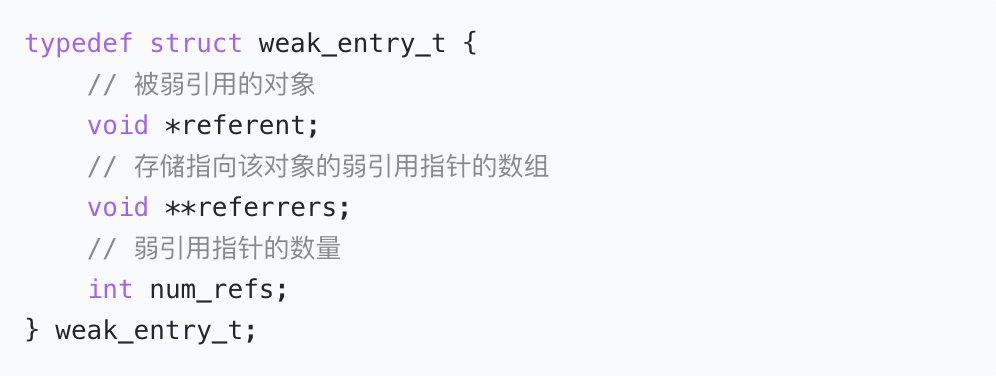 typedef struct weak_entry_t {
    // 被弱引用的对象
    void *referent;
    // 存储指向该对象的弱引用指针的数组
    void **referrers;
    // 弱引用指针的数量
    int num_refs;
} weak_entry_t;